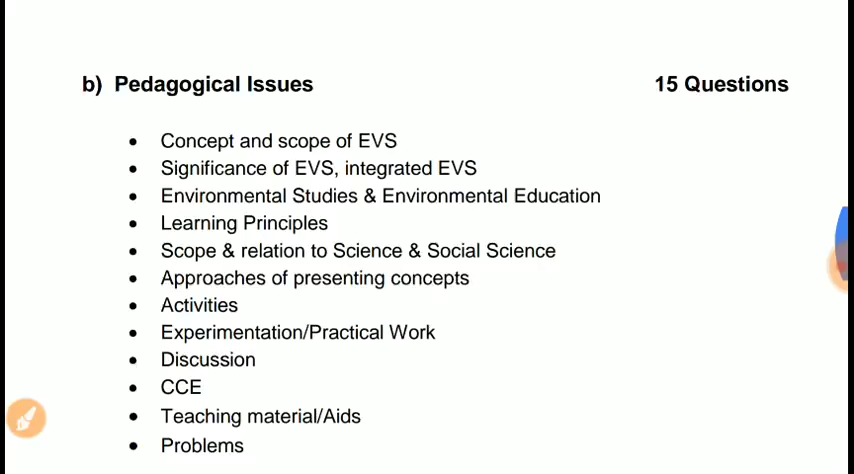 b) Pedagogical Issues 15 Questions
• Concept and scope of EVS
• Significance of EVS, integrated EVS
• Environmental Studies & Environmental Education
• Learning Principles
• Scope & relation to Science & Social Science
• Approaches of presenting concepts
• Activities
• Experimentation/Practical Work
• Discussion
• CCE
• Teaching material/Aids
• Problems